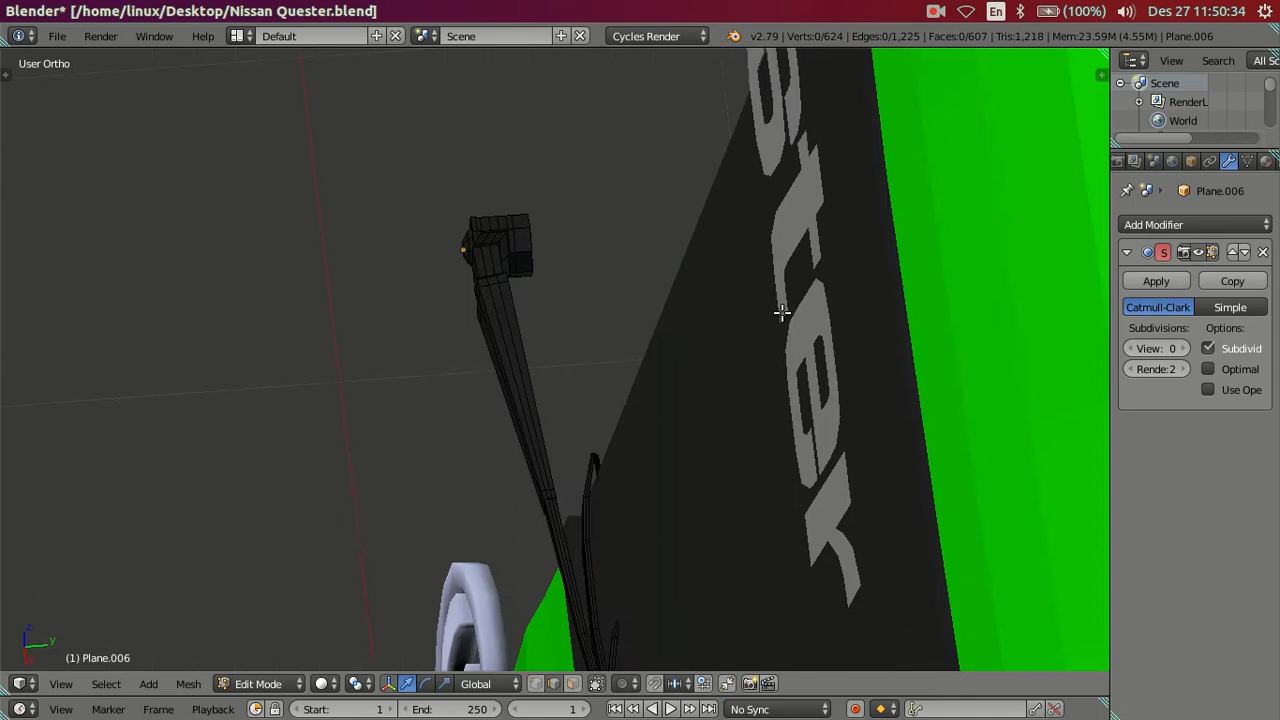 Blender* [/home/linux/Desktop/Nissan Quester.blend]
En (100%) Des 27 11:50:34
File Render Window Help Default Scene Cycles Render v2.79 | Verts:0/624 | Edges:0/1,225 | Faces:0/607 | Tris:1,218 | Mem:23.59M (4.55M) | Plane.006
View Search All Sc
User Ortho
Scene
RenderL
World
Plane.006
Add Modifier
S
Apply Copy
Catmull-Clark Simple
Subdivisions: Options:
View: 0 Subdivid
Rende:2 Optimal
Use Ope
z
y
x
(1) Plane.006
View Select Add Mesh Edit Mode Global
View Marker Frame Playback Start: 1 End: 250 1 No Sync